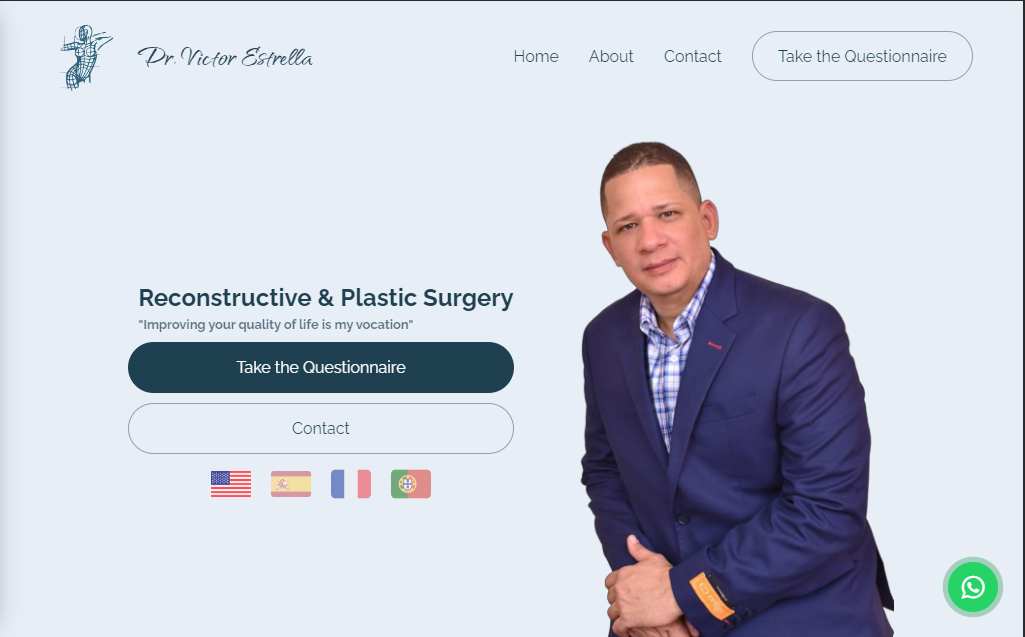 Dr. Victor Estrella
Home About Contact Take the Questionnaire
Reconstructive & Plastic Surgery
"Improving your quality of life is my vocation"
Take the Questionnaire
Contact